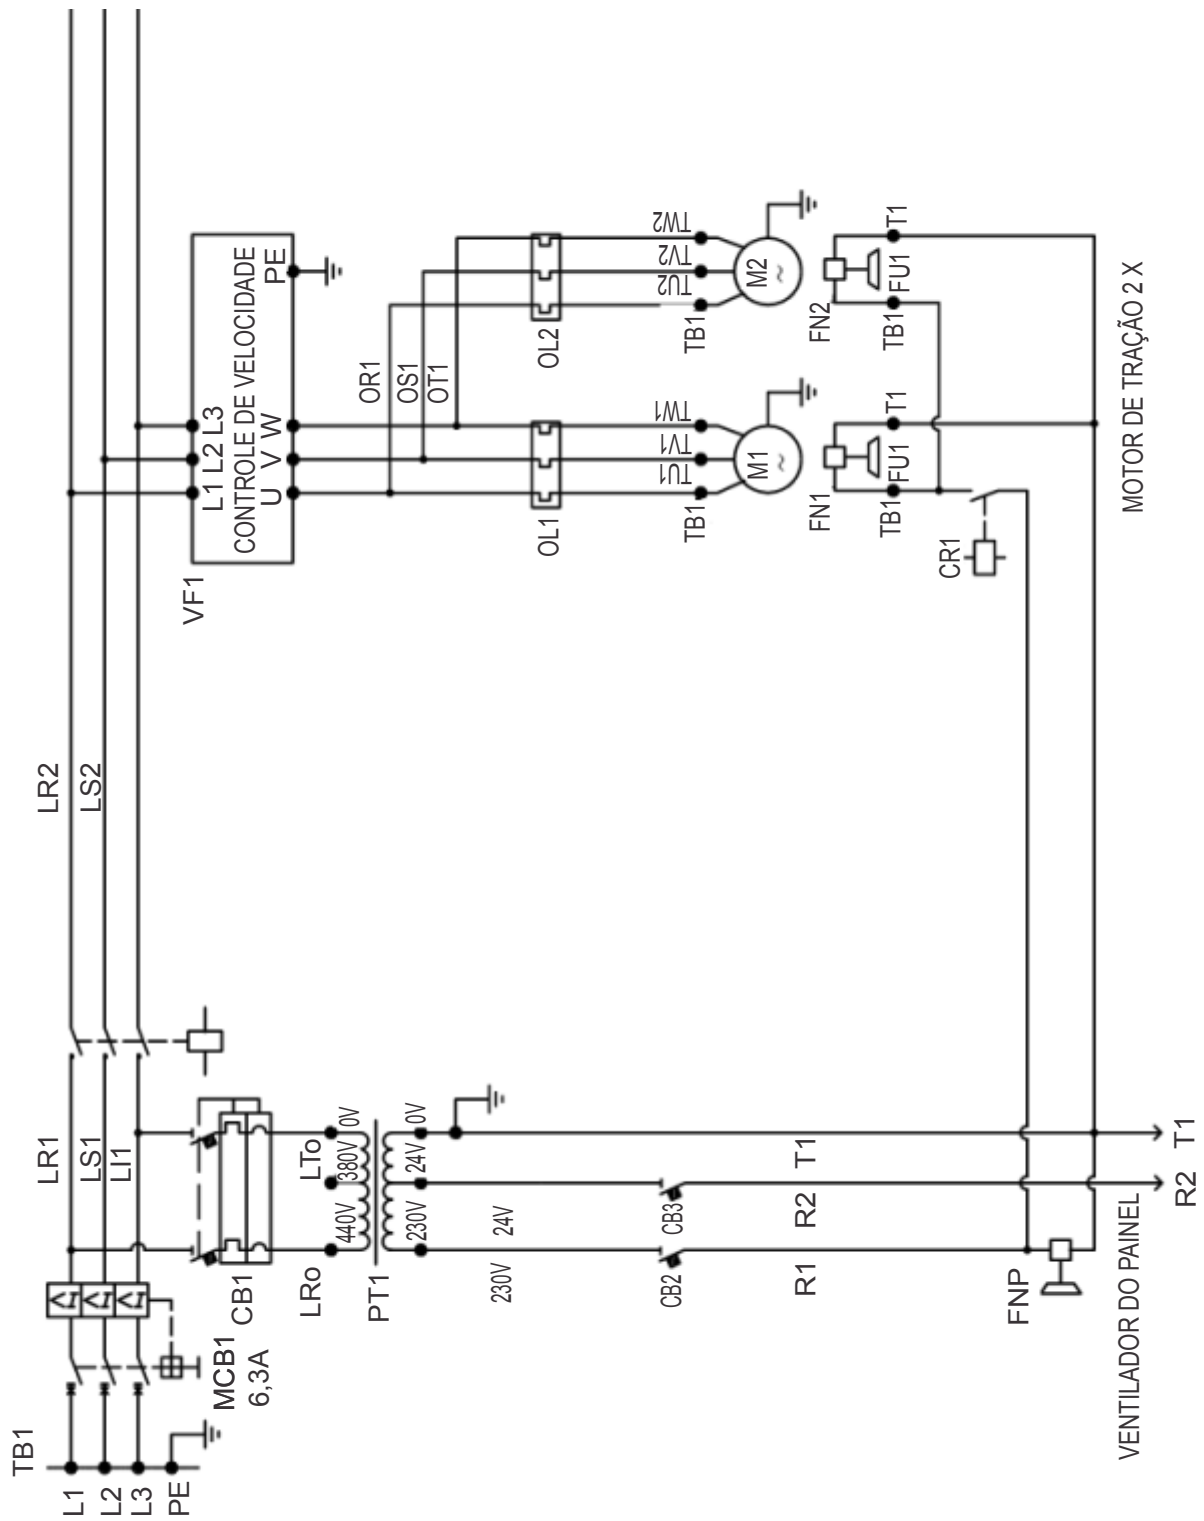 TB1
L1
L2
L3
PE
MCB1
6,3A
LR1
LS1
LI1
CB1
LRo
LTo
440V
380V
0V
PT1
230V
24V
0V
230V
24V
CB2
CB3
R1
R2
T1
R2
T1
FNP
VENTILADOR DO PAINEL
LR2
LS2
VF1
L1 L2 L3
CONTROLE DE VELOCIDADE
U V W
PE
OR1
OS1
OT1
OL1
OL2
TU1
TV1
TW1
TB1
M1
~
TU2
TV2
TW2
TB1
M2
~
FN1
FU1
TB1
T1
FN2
FU1
TB1
T1
CR1
MOTOR DE TRAÇÃO 2 X